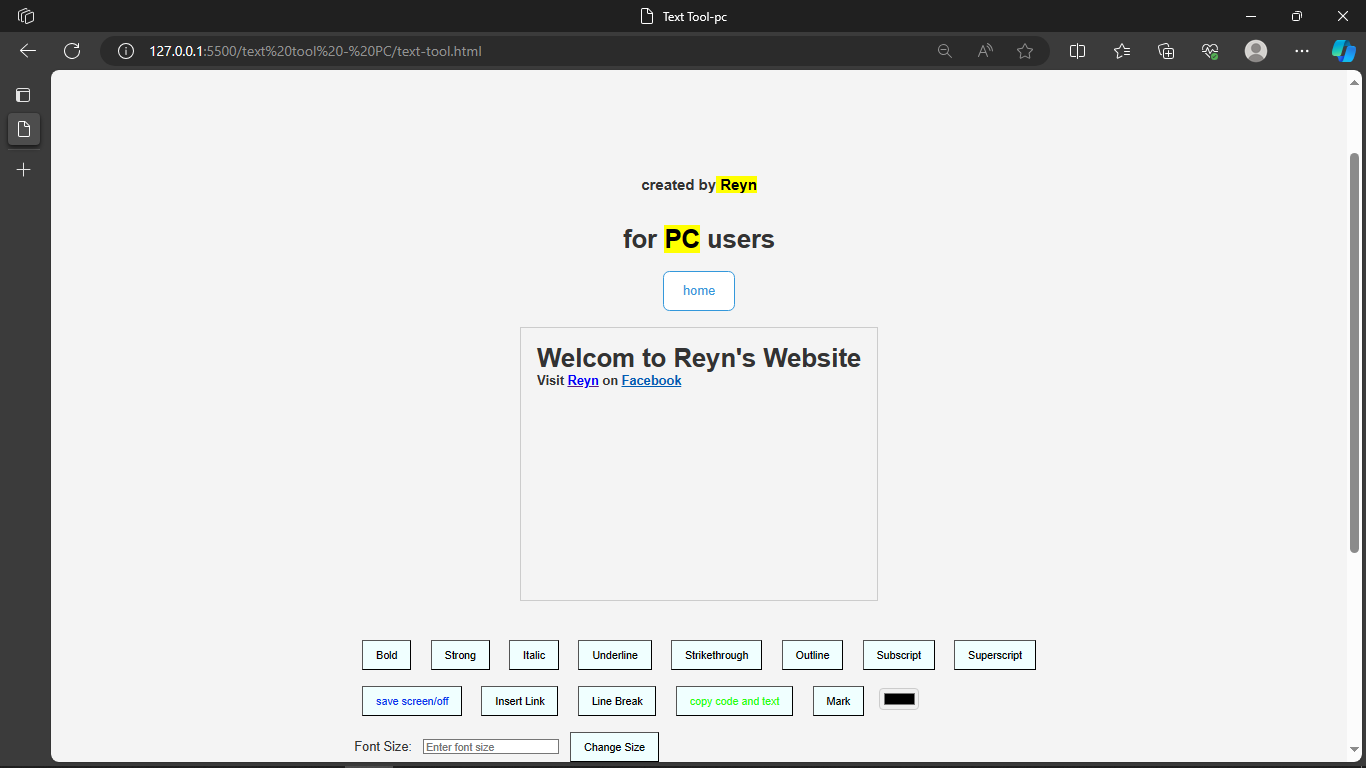 Text Tool-pc
127.0.0.1:5500/text%20tool%20-%20PC/text-tool.html
created by Reyn
for PC users
home
Welcom to Reyn's Website
Visit Reyn on Facebook
Bold Strong Italic Underline Strikethrough Outline Subscript Superscript
save screen/off Insert Link Line Break copy code and text Mark
Font Size: Enter font size Change Size